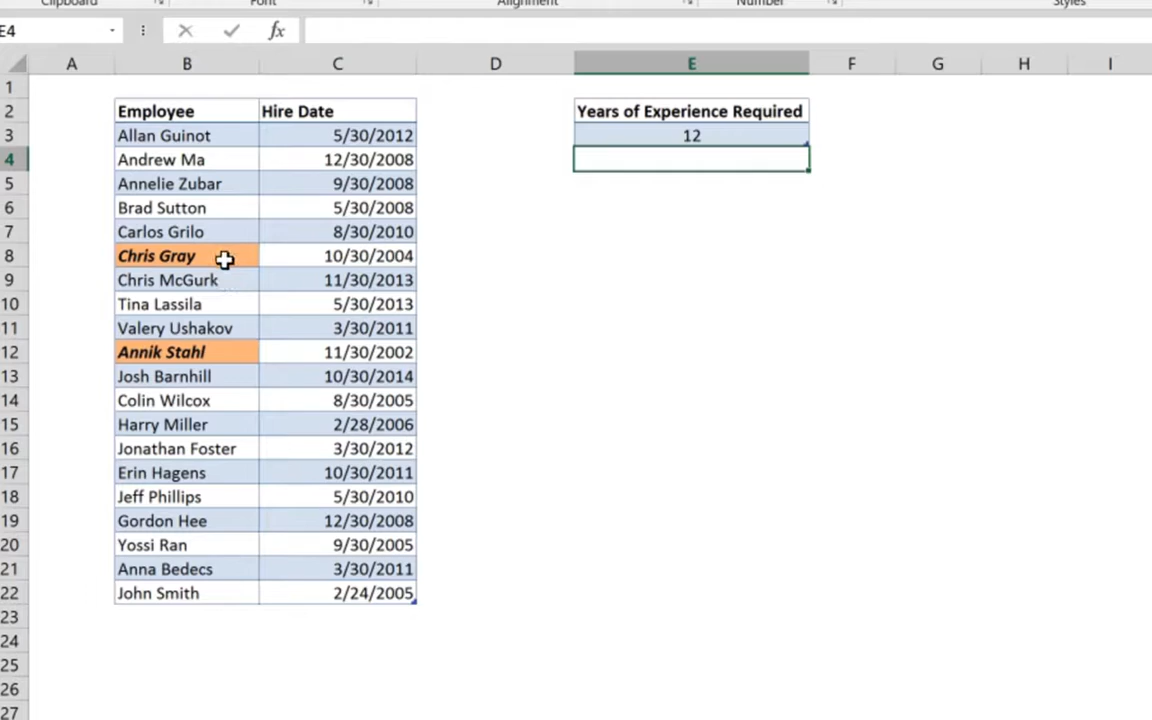 Clipboard Font Alignment Number Styles
E4 fx
A B C D E F G H I
1
2 Employee Hire Date Years of Experience Required
3 Allan Guinot 5/30/2012 12
4 Andrew Ma 12/30/2008
5 Annelie Zubar 9/30/2008
6 Brad Sutton 5/30/2008
7 Carlos Grilo 8/30/2010
8 Chris Gray 10/30/2004
9 Chris McGurk 11/30/2013
10 Tina Lassila 5/30/2013
11 Valery Ushakov 3/30/2011
12 Annik Stahl 11/30/2002
13 Josh Barnhill 10/30/2014
14 Colin Wilcox 8/30/2005
15 Harry Miller 2/28/2006
16 Jonathan Foster 3/30/2012
17 Erin Hagens 10/30/2011
18 Jeff Phillips 5/30/2010
19 Gordon Hee 12/30/2008
20 Yossi Ran 9/30/2005
21 Anna Bedecs 3/30/2011
22 John Smith 2/24/2005
23
24
25
26
27